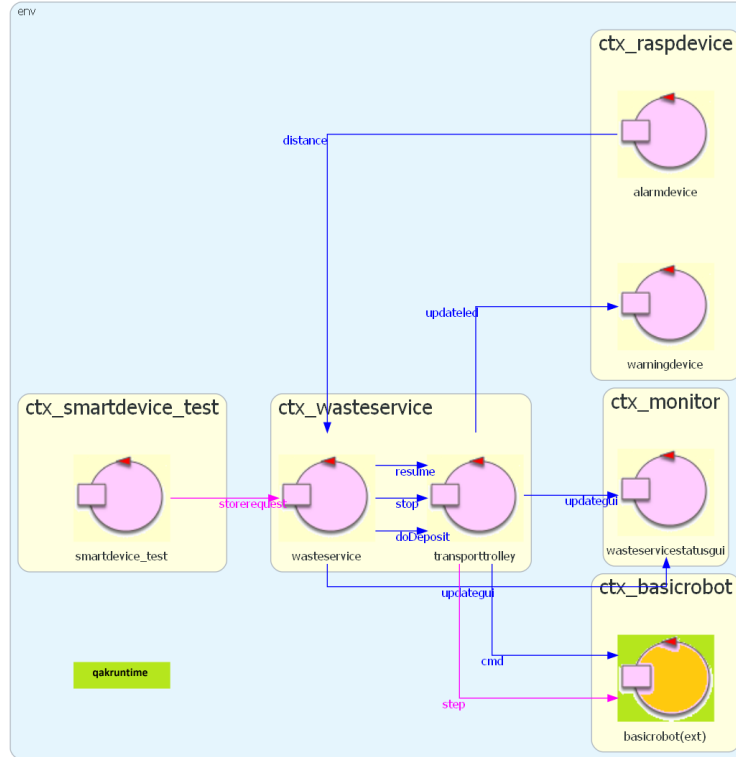 env
ctx_raspdevice
distance
alarmdevice
updateled
warningdevice
ctx_smartdevice_test
ctx_wasteservice
ctx_monitor
resume
storerequest
stop
updategui
doDeposit
smartdevice_test
wasteservice
transporttrolley
wasteservicestatusgui
updategui
ctx_basicrobot
cmd
qakruntime
step
basicrobot(ext)